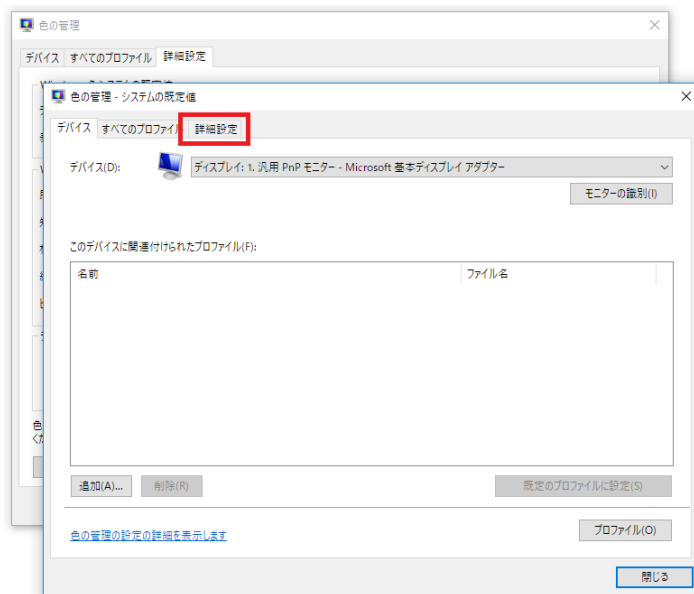 色の管理
デバイス すべてのプロファイル 詳細設定
色の管理 - システムの既定値
デバイス すべてのプロファイル 詳細設定
デバイス(D): ディスプレイ: 1. 汎用 PnP モニター - Microsoft 基本ディスプレイ アダプター
モニターの識別(I)
このデバイスに関連付けられたプロファイル(F):
名前 ファイル名
追加(A)... 削除(R) 既定のプロファイルに設定(S)
色の管理の設定の詳細を表示します プロファイル(O)
閉じる